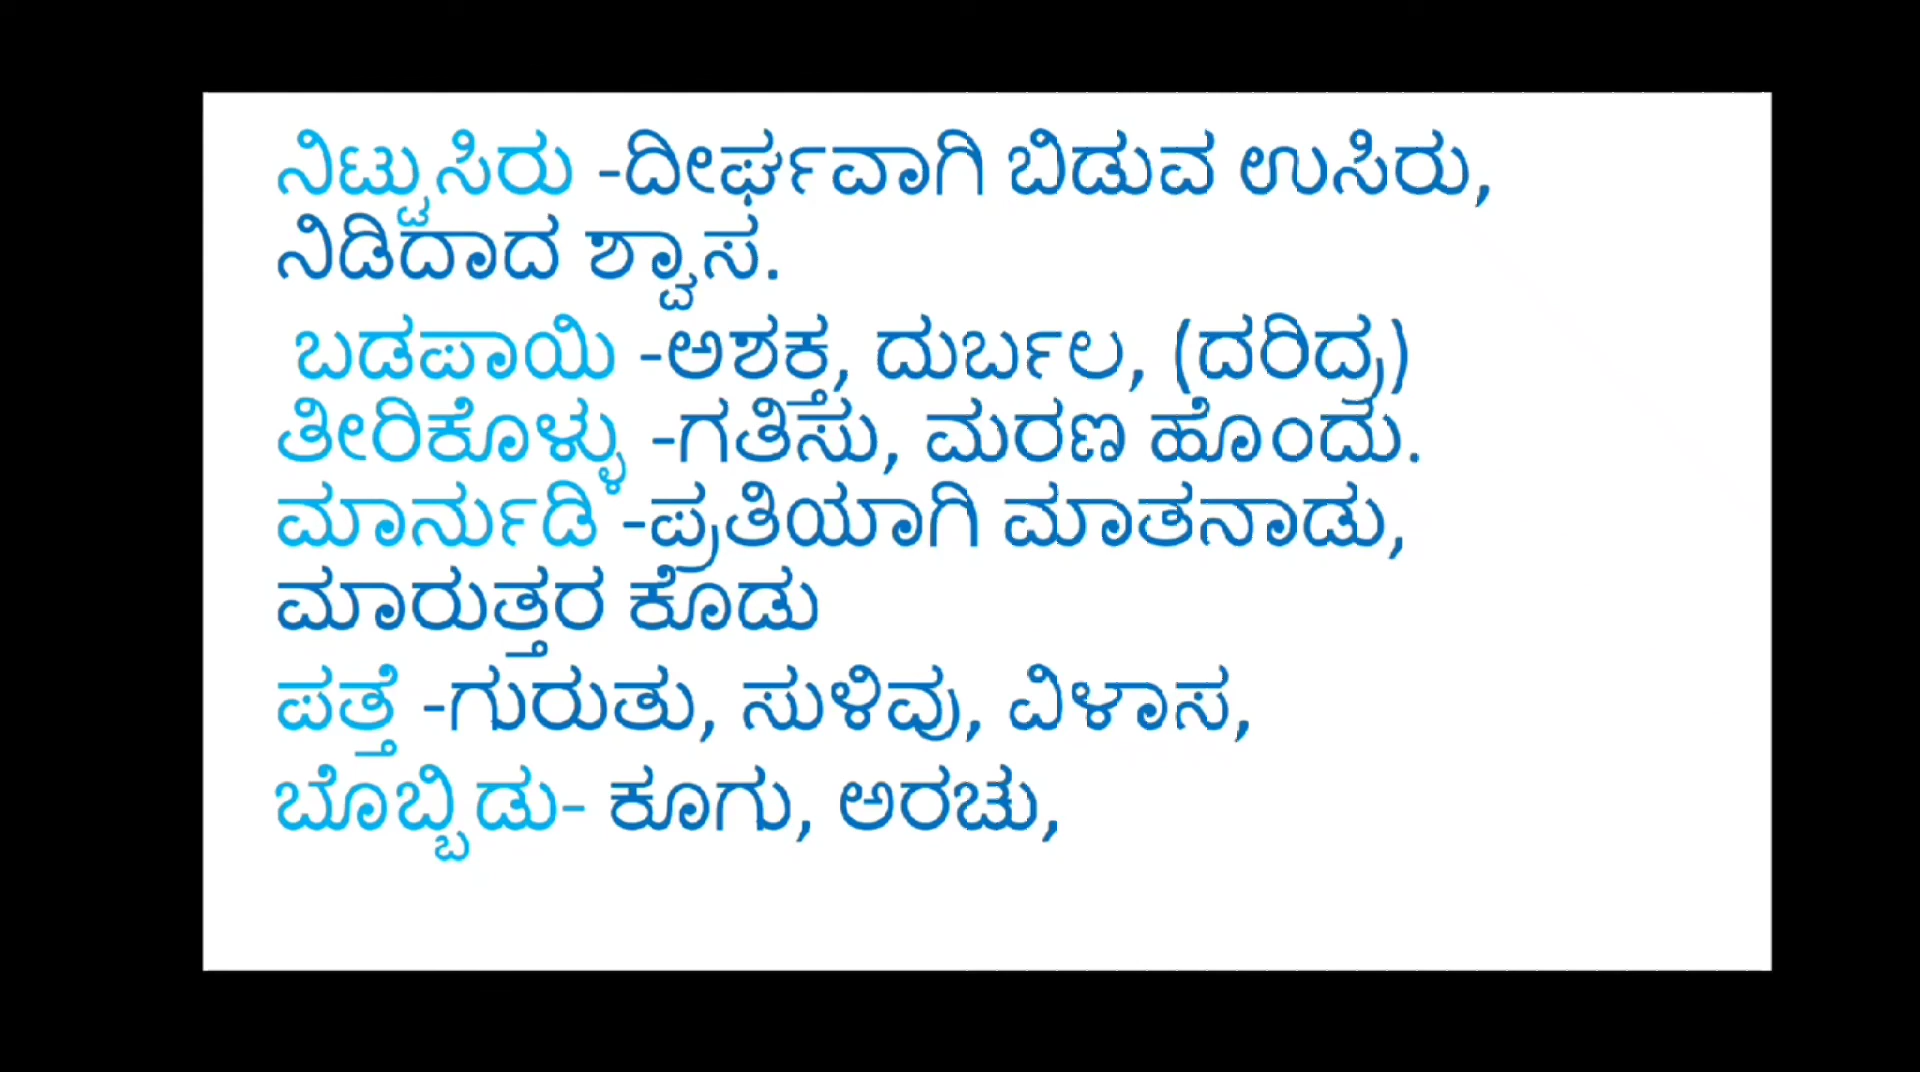 ನಿಟ್ಟುಸಿರು -ದೀರ್ಘವಾಗಿ ಬಿಡುವ ಉಸಿರು,
ನಿಡಿದಾದ ಶ್ವಾಸ.
ಬಡಪಾಯಿ -ಅಶಕ್ತ, ದುರ್ಬಲ, (ದರಿದ್ರ)
ತೀರಿಕೊಳ್ಳು -ಗತಿಸು, ಮರಣ ಹೊಂದು.
ಮಾರ್ನುಡಿ -ಪ್ರತಿಯಾಗಿ ಮಾತನಾಡು,
ಮಾರುತ್ತರ ಕೊಡು
ಪತ್ತೆ -ಗುರುತು, ಸುಳಿವು, ವಿಳಾಸ,
ಬೊಬ್ಬಿಡು- ಕೂಗು, ಅರಚು,